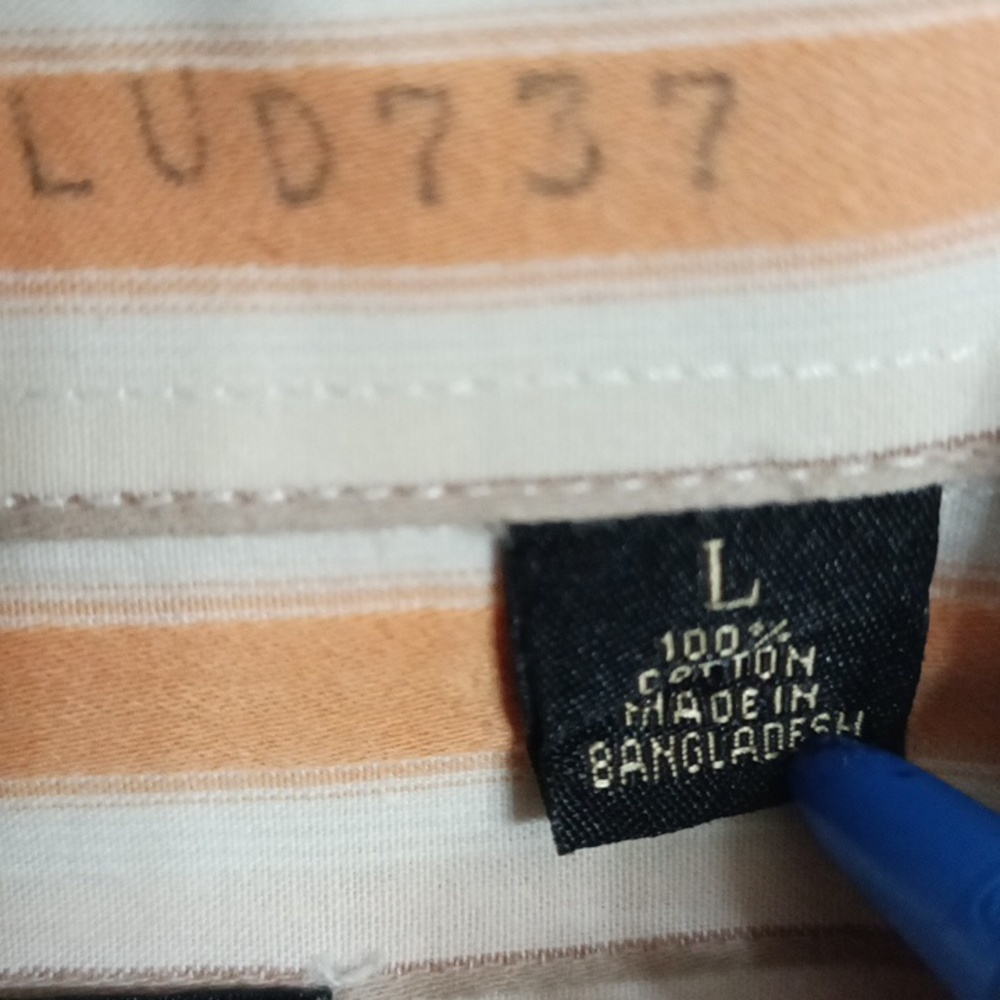 LUD737
L
100%
COTTON
MADE IN
BANGLADESH